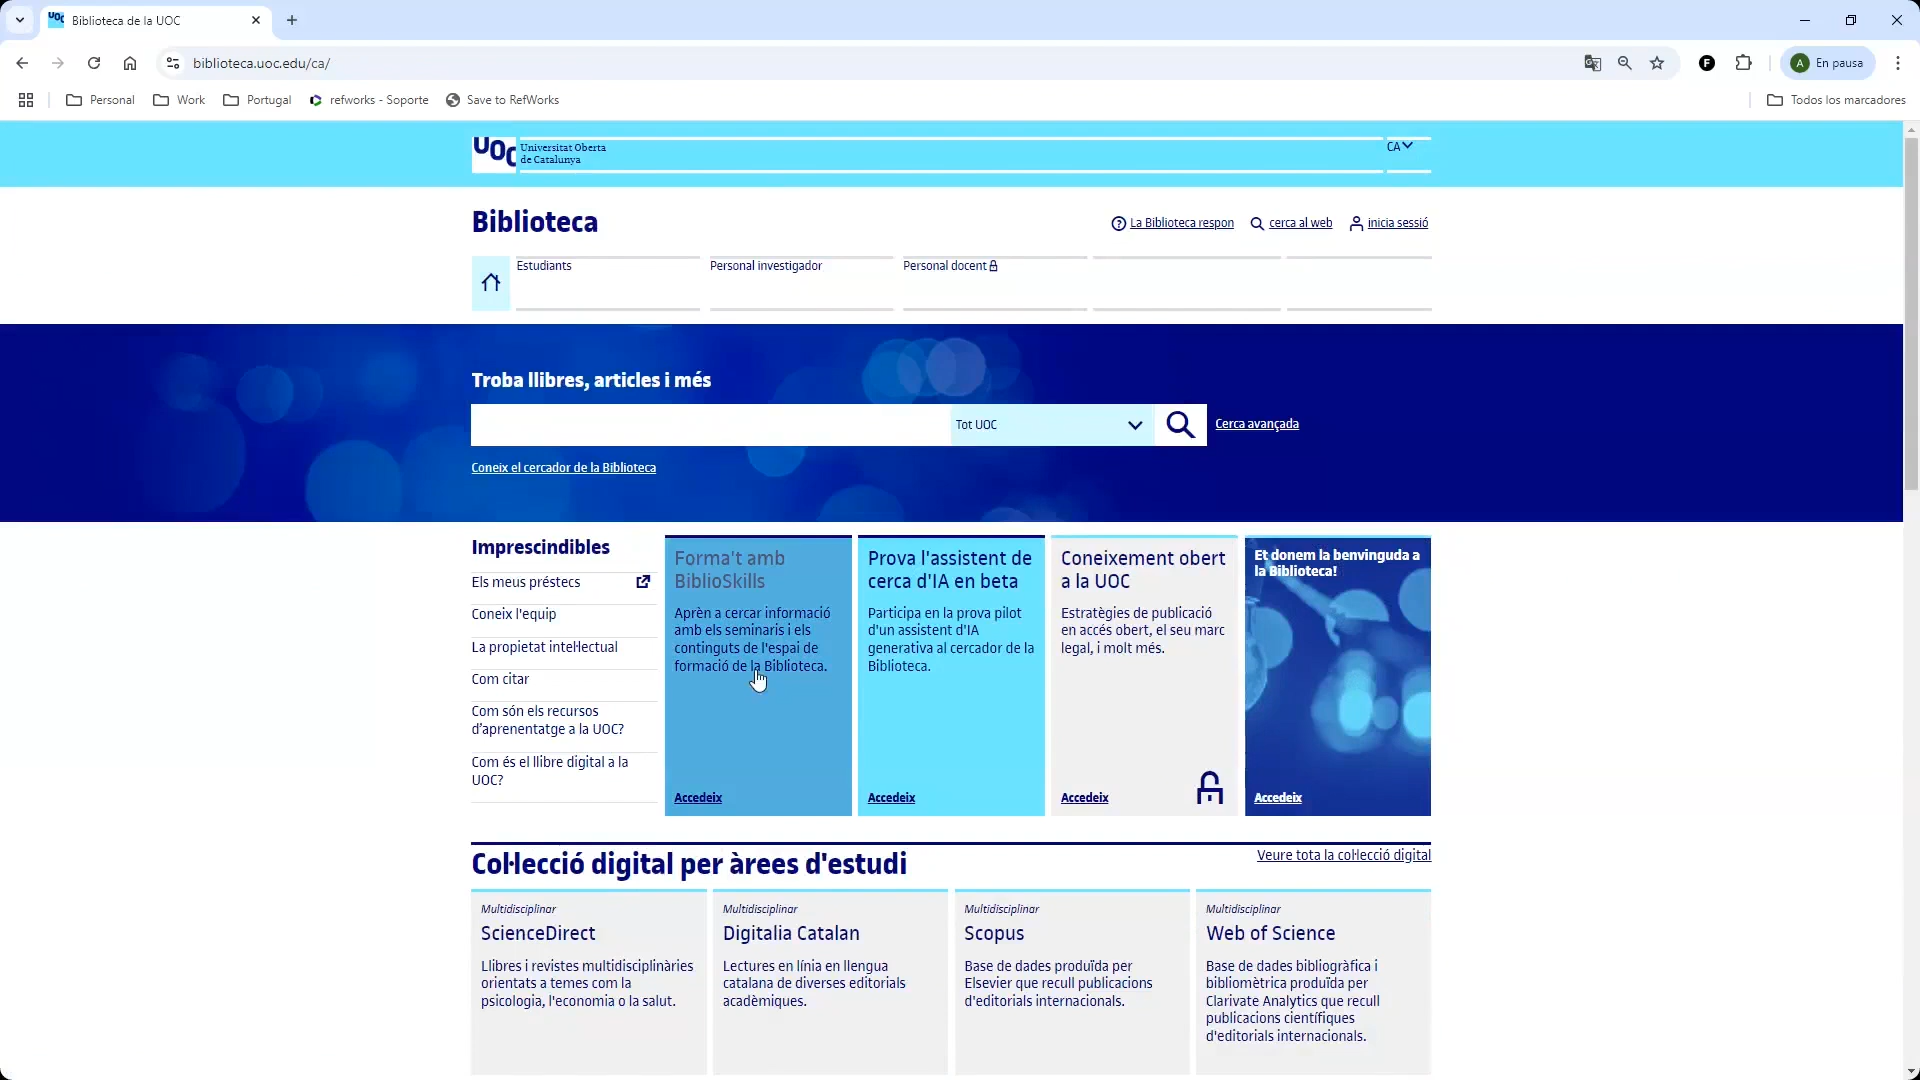 Biblioteca de la UOC
biblioteca.uoc.edu/ca/
A En pausa
Personal
Work
Portugal
refworks - Soporte
Save to RefWorks
Todos los marcadores
UOC
Universitat Oberta
de Catalunya
CA
Biblioteca
La Biblioteca respon
cerca al web
inicia sessió
Estudiants
Personal investigador
Personal docent
Troba llibres, articles i més
Tot UOC
Cerca avançada
Coneix el cercador de la Biblioteca
Imprescindibles
Els meus préstecs
Coneix l'equip
La propietat intel·lectual
Com citar
Com són els recursos
d’aprenentatge a la UOC?
Com és el llibre digital a la
UOC?
Forma't amb
BiblioSkills
Aprèn a cercar informació
amb els seminaris i els
continguts de l'espai de
formació de la Biblioteca.
Accedeix
Prova l'assistent de
cerca d'IA en beta
Participa en la prova pilot
d'un assistent d'IA
generativa al cercador de la
Biblioteca.
Accedeix
Coneixement obert
a la UOC
Estratègies de publicació
en accés obert, el seu marc
legal, i molt més.
Accedeix
Et donem la benvinguda a
la Biblioteca!
Accedeix
Col·lecció digital per àrees d'estudi
Veure tota la col·lecció digital
Multidisciplinar
ScienceDirect
Llibres i revistes multidisciplinàries
orientats a temes com la
psicologia, l'economia o la salut.
Multidisciplinar
Digitalia Catalan
Lectures en línia en llengua
catalana de diverses editorials
acadèmiques.
Multidisciplinar
Scopus
Base de dades produïda per
Elsevier que recull publicacions
d'editorials internacionals.
Multidisciplinar
Web of Science
Base de dades bibliogràfica i
bibliomètrica produïda per
Clarivate Analytics que recull
publicacions científiques
d'editorials internacionals.